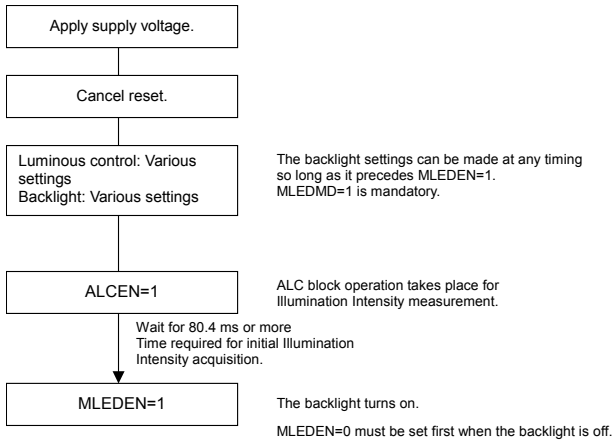 Apply supply voltage.
Cancel reset.
Luminous control: Various
settings
Backlight: Various settings
The backlight settings can be made at any timing
so long as it precedes MLEDEN=1.
MLEDMD=1 is mandatory.
ALCEN=1
ALC block operation takes place for
Illumination Intensity measurement.
Wait for 80.4 ms or more
Time required for initial Illumination
Intensity acquisition.
MLEDEN=1
The backlight turns on.
MLEDEN=0 must be set first when the backlight is off.